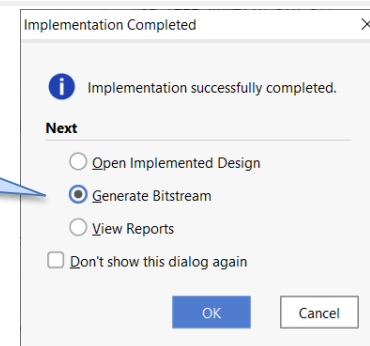 Implementation Completed
Implementation successfully completed.
Next
Open Implemented Design
Generate Bitstream
View Reports
Don't show this dialog again
OK Cancel